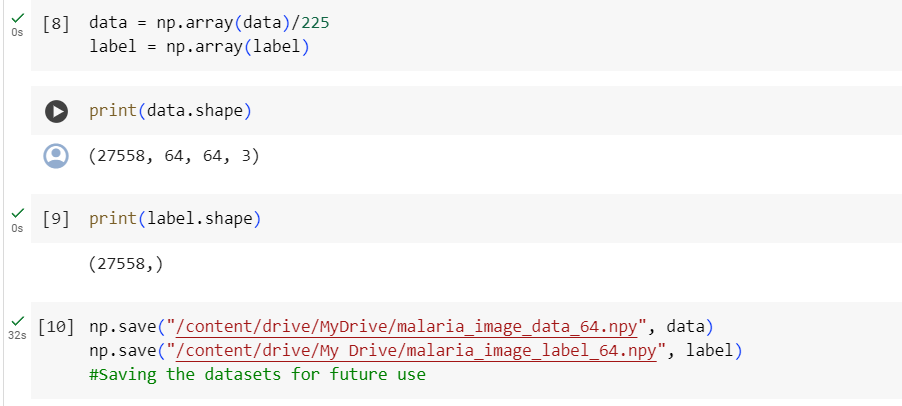 [8] data = np.array(data)/225
0s label = np.array(label)
print(data.shape)
(27558, 64, 64, 3)
[9] print(label.shape)
0s
(27558,)
[10] np.save("/content/drive/MyDrive/malaria_image_data_64.npy", data)
32s np.save("/content/drive/My Drive/malaria_image_label_64.npy", label)
#Saving the datasets for future use